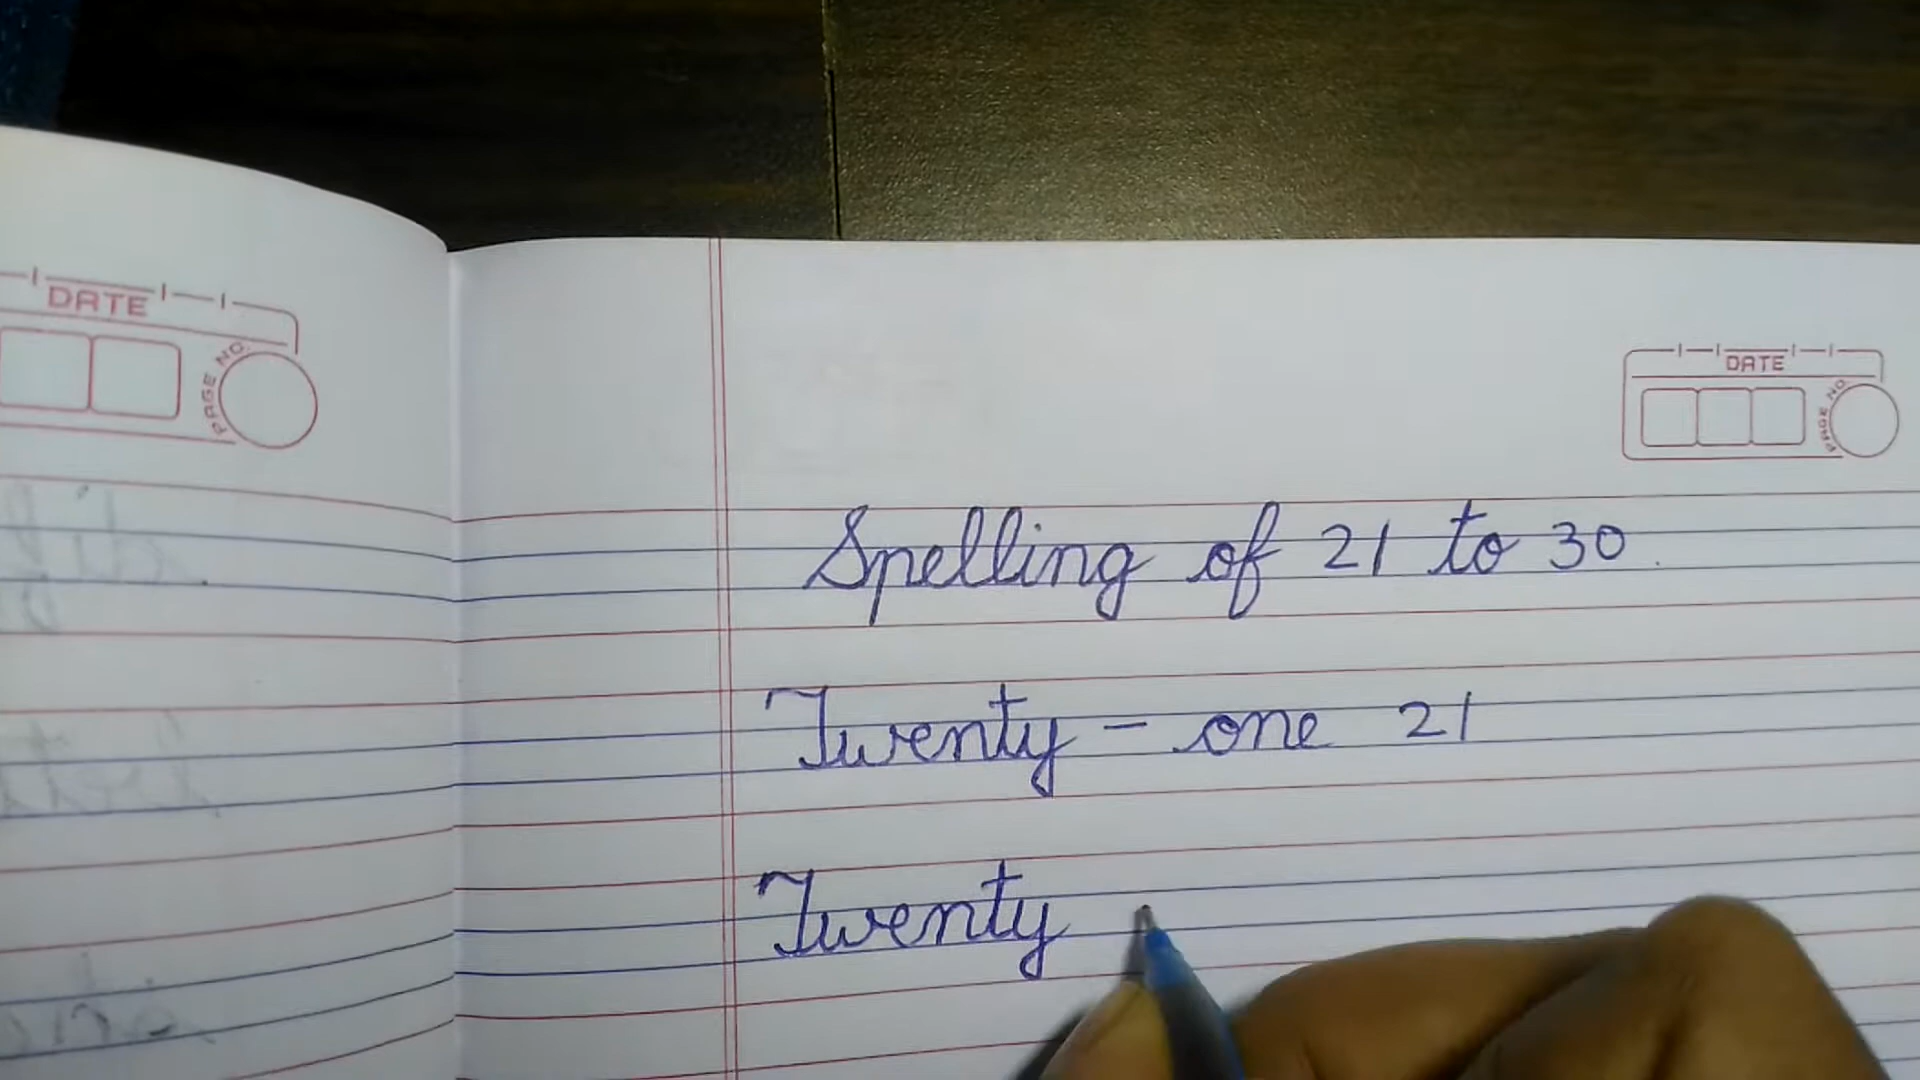 DATE
PAGE NO.
DATE
PAGE NO.
Spelling of 21 to 30.
Twenty - one 21
Twenty